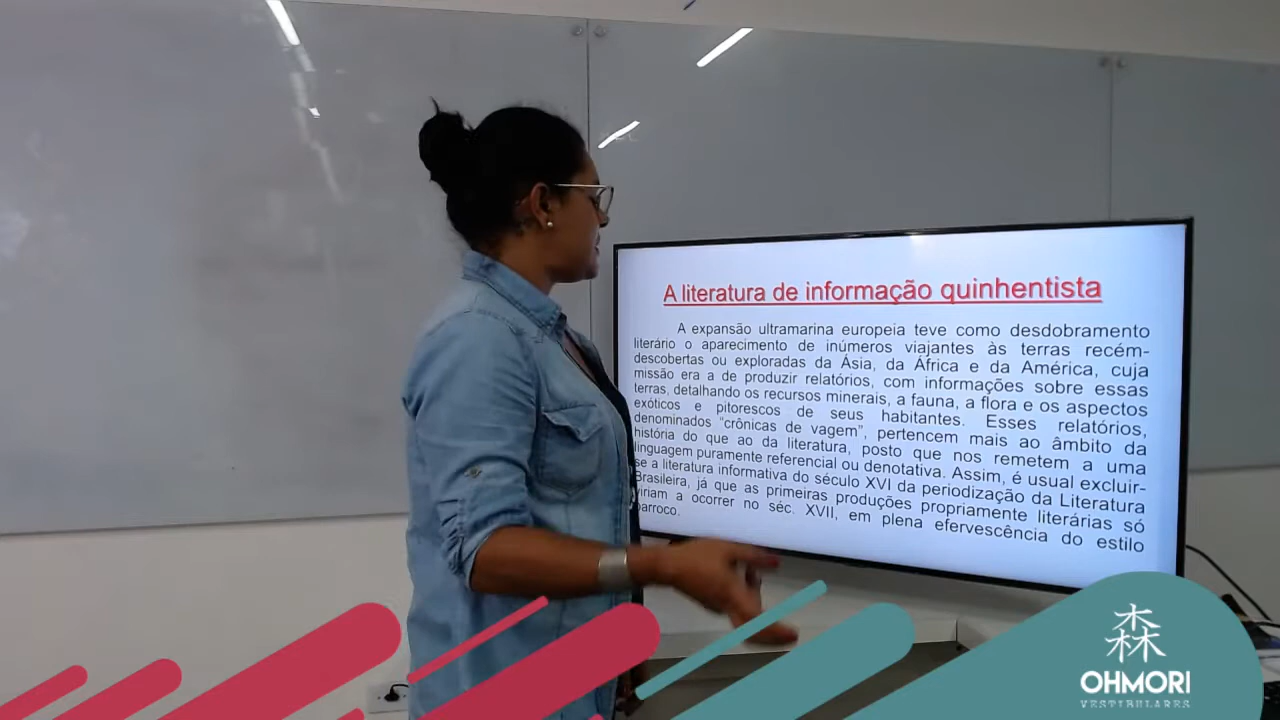 A literatura de informação quinhentista
A expansão ultramarina europeia teve como desdobramento
literário o aparecimento de inúmeros viajantes às terras recém-
descobertas ou exploradas da Ásia, da África e da América, cuja
missão era a de produzir relatórios, com informações sobre essas
terras, detalhando os recursos minerais, a fauna, a flora e os aspectos
exóticos e pitorescos de seus habitantes. Esses relatórios,
denominados "crônicas de vagem", pertencem mais ao âmbito da
história do que ao da literatura, posto que nos remetem a uma
linguagem puramente referencial ou denotativa. Assim, é usual excluir-
se a literatura informativa do século XVI da periodização da Literatura
Brasileira, já que as primeiras produções propriamente literárias só
viriam a ocorrer no séc. XVII, em plena efervescência do estilo
barroco.
森
OHMORI
VESTIBULARES